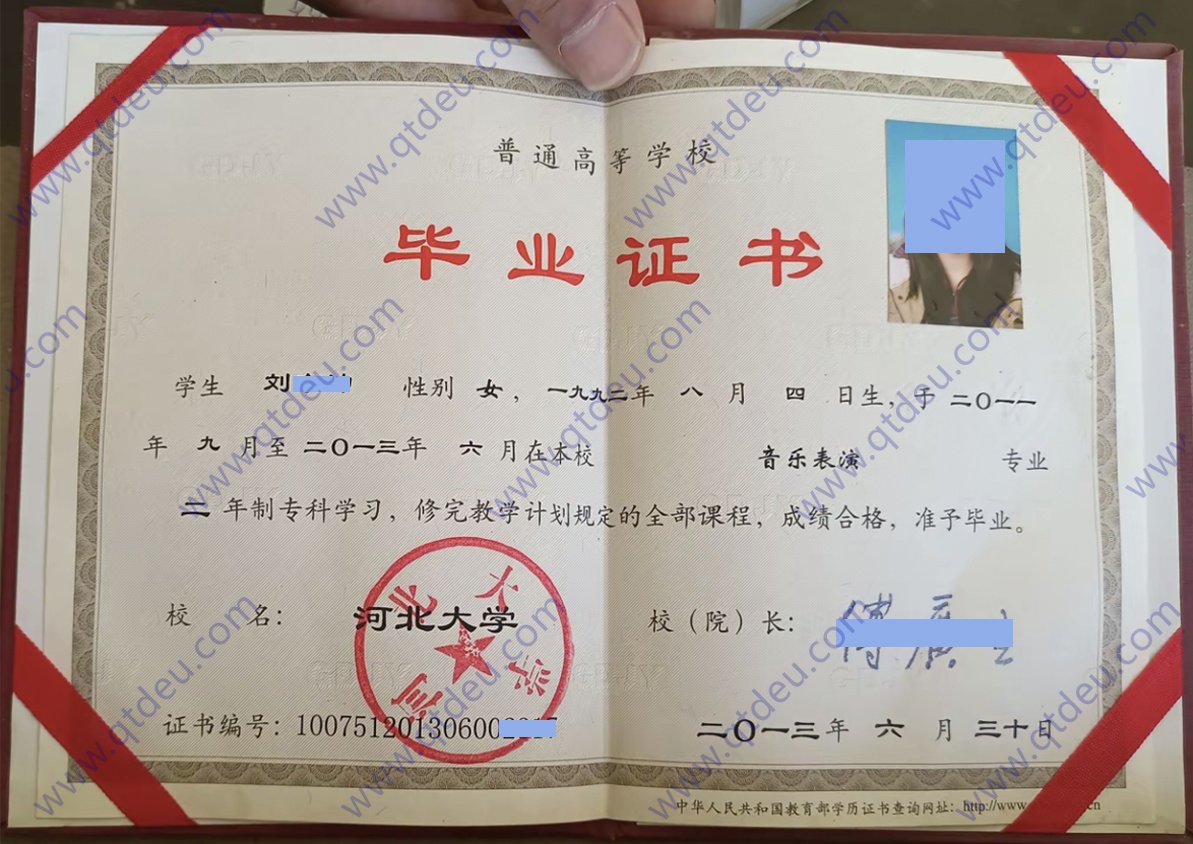 普通高等学校
毕业证书
学生 刘 性别 女，一九九二年 八 月 四 日生，于 二〇一一
年 九 月至 二〇一三年 六 月在本校 音乐表演 专业
二 年制专科学习，修完教学计划规定的全部课程，成绩合格，准予毕业。
校 名： 河北大学 校（院）长：
河北大学
证书编号：10075120130600 二〇一三年 六 月 三十日
中华人民共和国教育部学历证书查询网址：http://www. .cn
www.qtdeu.com